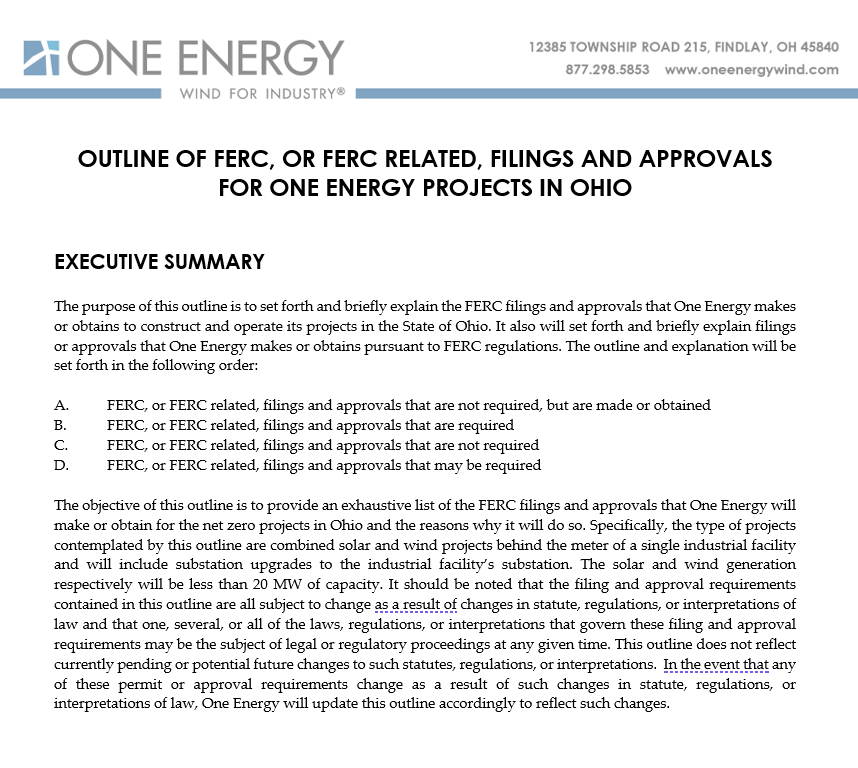 ONE ENERGY
WIND FOR INDUSTRY®
12385 TOWNSHIP ROAD 215, FINDLAY, OH 45840
877.298.5853 www.oneenergywind.com
OUTLINE OF FERC, OR FERC RELATED, FILINGS AND APPROVALS
FOR ONE ENERGY PROJECTS IN OHIO
EXECUTIVE SUMMARY
The purpose of this outline is to set forth and briefly explain the FERC filings and approvals that One Energy makes
or obtains to construct and operate its projects in the State of Ohio. It also will set forth and briefly explain filings
or approvals that One Energy makes or obtains pursuant to FERC regulations. The outline and explanation will be
set forth in the following order:
A. FERC, or FERC related, filings and approvals that are not required, but are made or obtained
B. FERC, or FERC related, filings and approvals that are required
C. FERC, or FERC related, filings and approvals that are not required
D. FERC, or FERC related, filings and approvals that may be required
The objective of this outline is to provide an exhaustive list of the FERC filings and approvals that One Energy will
make or obtain for the net zero projects in Ohio and the reasons why it will do so. Specifically, the type of projects
contemplated by this outline are combined solar and wind projects behind the meter of a single industrial facility
and will include substation upgrades to the industrial facility's substation. The solar and wind generation
respectively will be less than 20 MW of capacity. It should be noted that the filing and approval requirements
contained in this outline are all subject to change as a result of changes in statute, regulations, or interpretations of
law and that one, several, or all of the laws, regulations, or interpretations that govern these filing and approval
requirements may be the subject of legal or regulatory proceedings at any given time. This outline does not reflect
currently pending or potential future changes to such statutes, regulations, or interpretations. In the event that any
of these permit or approval requirements change as a result of such changes in statute, regulations, or
interpretations of law, One Energy will update this outline accordingly to reflect such changes.